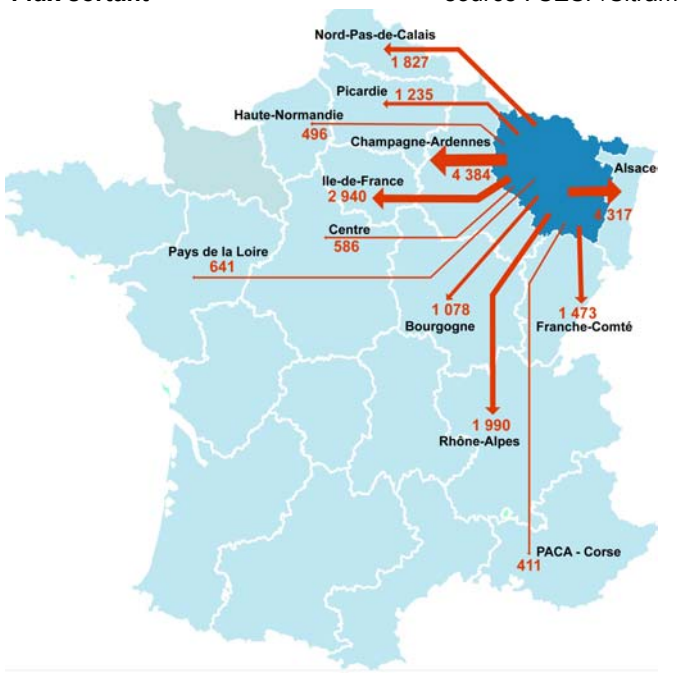 Nord-Pas-de-Calais
1 827
Picardie
1 235
Haute-Normandie
496
Champagne-Ardennes
4 384
Alsace
4 317
Ile-de-France
2 940
Centre
586
Pays de la Loire
641
1 078
Bourgogne
1 473
Franche-Comté
1 990
Rhône-Alpes
PACA - Corse
411